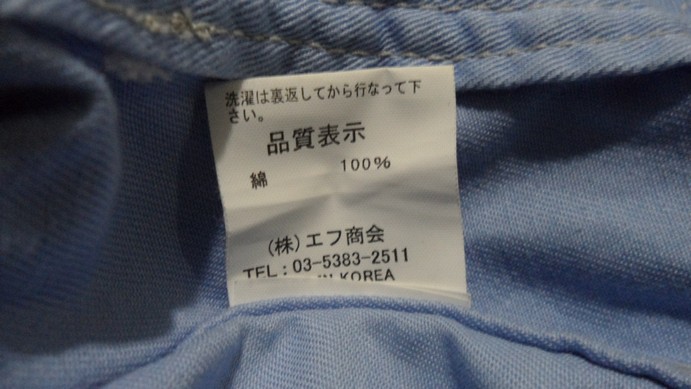 洗濯は裏返してから行なって下
さい。
品質表示
綿 100%
(株)エフ商会
TEL:03-5383-2511
IN KOREA